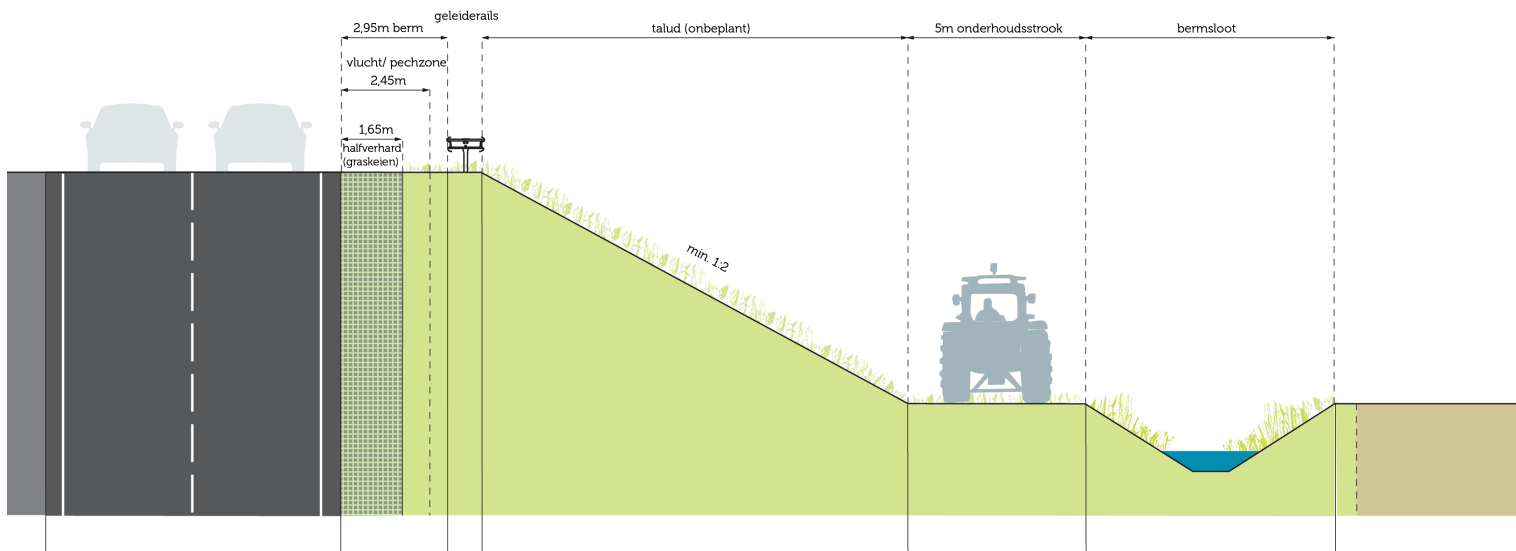 geleiderails
2,95m berm
talud (onbeplant)
5m onderhoudsstrook
bermsloot
vlucht/ pechzone
2,45m
1,65m
halfverhard
(graskeien)
min. 1:2